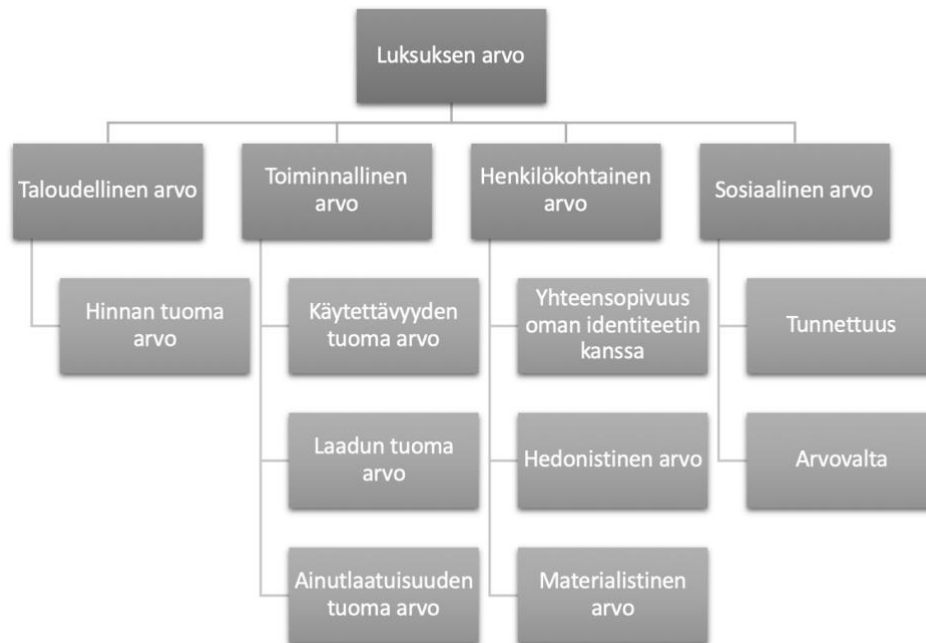 Luksuksen arvo
Taloudellinen arvo
Toiminnallinen
arvo
Henkilökohtainen
arvo
Sosiaalinen arvo
Hinnan tuoma
arvo
Käytettävyyden
tuoma arvo
Yhteensopivuus
oman identiteetin
kanssa
Tunnettuus
Laadun tuoma
arvo
Hedonistinen arvo
Arvovalta
Ainutlaatuisuuden
tuoma arvo
Materialistinen
arvo